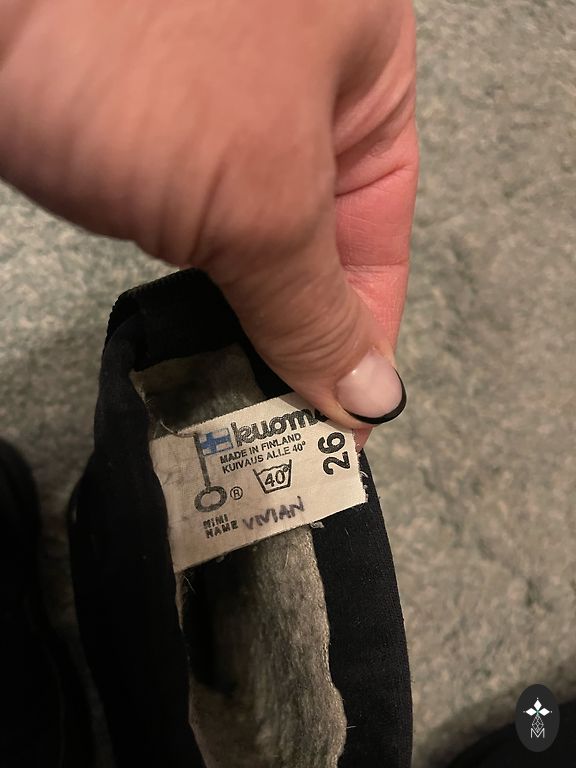 kuoma
MADE IN FINLAND
KUIVAUS ALLE 40°
40°
26
®
NIMI
NAME VIVIAN
M